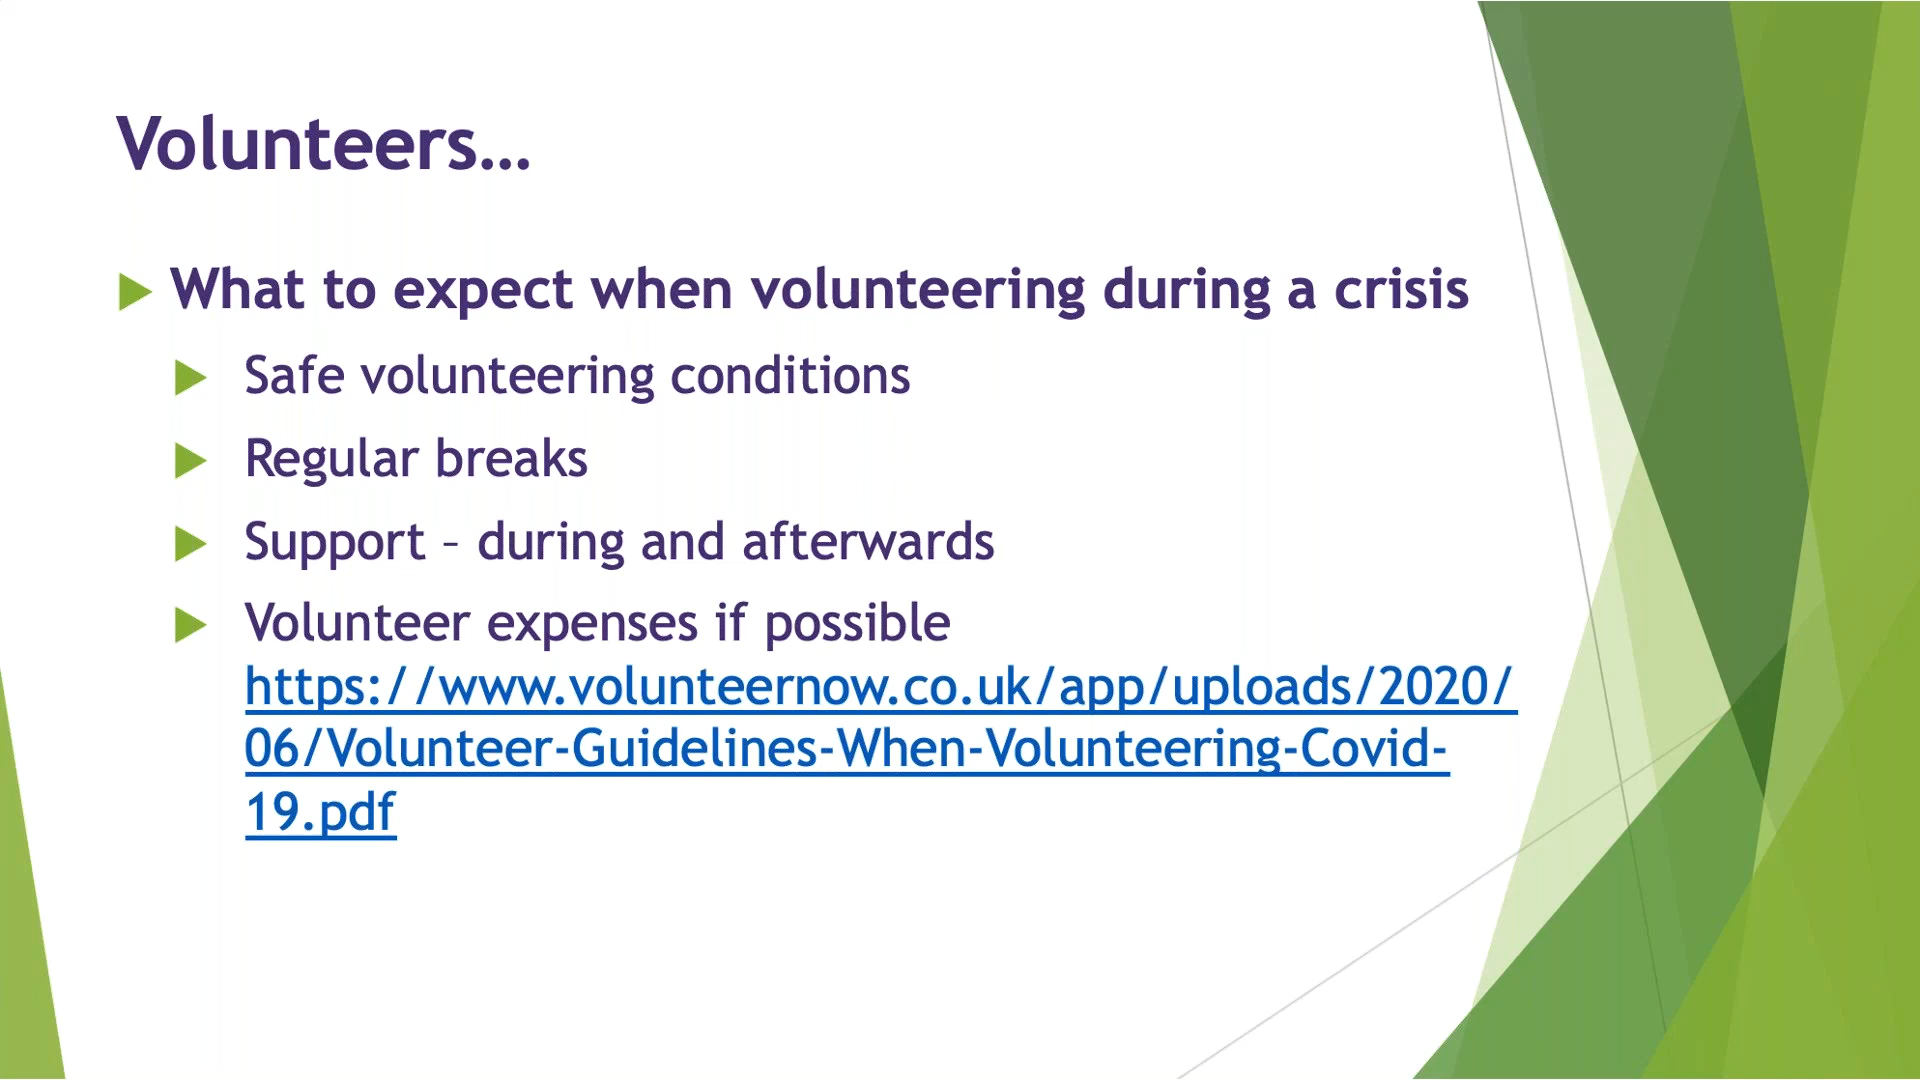 Volunteers…
What to expect when volunteering during a crisis
Safe volunteering conditions
Regular breaks
Support – during and afterwards
Volunteer expenses if possible
https://www.volunteernow.co.uk/app/uploads/2020/
06/Volunteer-Guidelines-When-Volunteering-Covid-
19.pdf